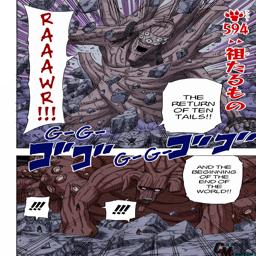 594
祖たるもの
RAAAWR!!!
THE
RETURN
OF TEN
TAILS!!
G-G-
ゴゴ
G-G-
ゴゴゴ
AND THE
BEGINNING
OF THE
END OF
THE
WORLD!!
!!!
!!!